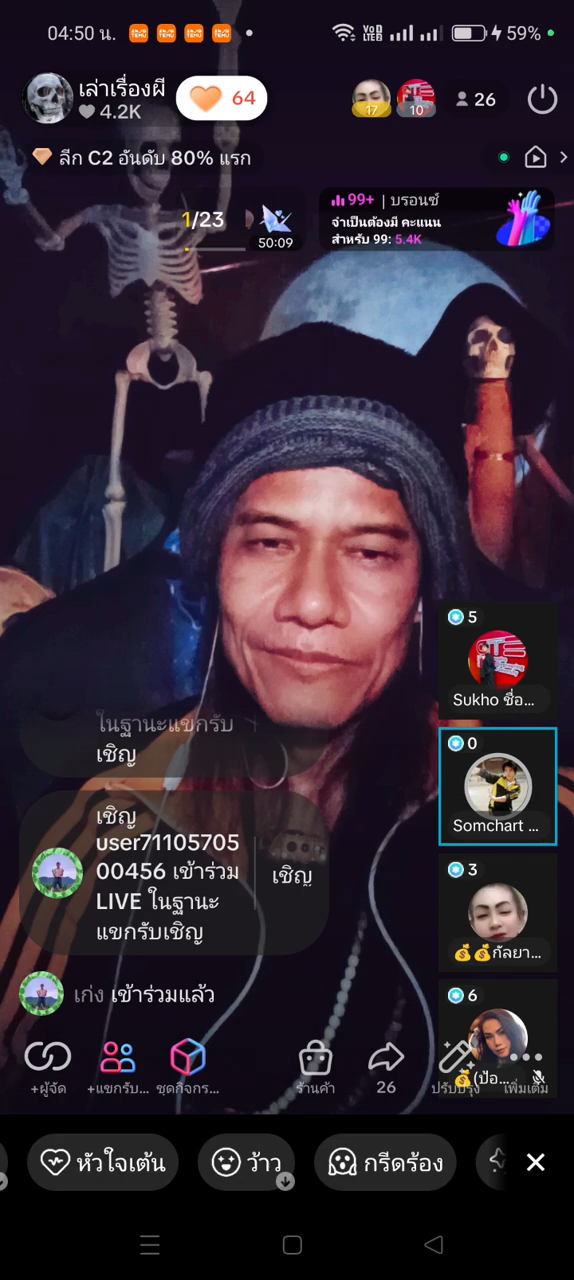 04:50 น.
59%
เล่าเรื่องผี
4.2K
64
17
10
26
ลีก C2 อันดับ 80% แรก
1/23
50:09
99+ | บรอนซ์
จำเป็นต้องมี คะแนน
สำหรับ 99: 5.4K
5
Sukho ชื่อ...
0
Somchart ...
3
💰💰กัลยา...
6
💰(ป้อ...
ในฐานะแขกรับ
เชิญ
เชิญ
user71105705
00456 เข้าร่วม
LIVE ในฐานะ
แขกรับเชิญ
เชิญ
เก่ง เข้าร่วมแล้ว
+ผู้จัด
+แขกรับ...
ชุดกิจกร...
ร้านค้า
26
ปรับปรุง
เพิ่มเติม
หัวใจเต้น
ว้าว
กรีดร้อง